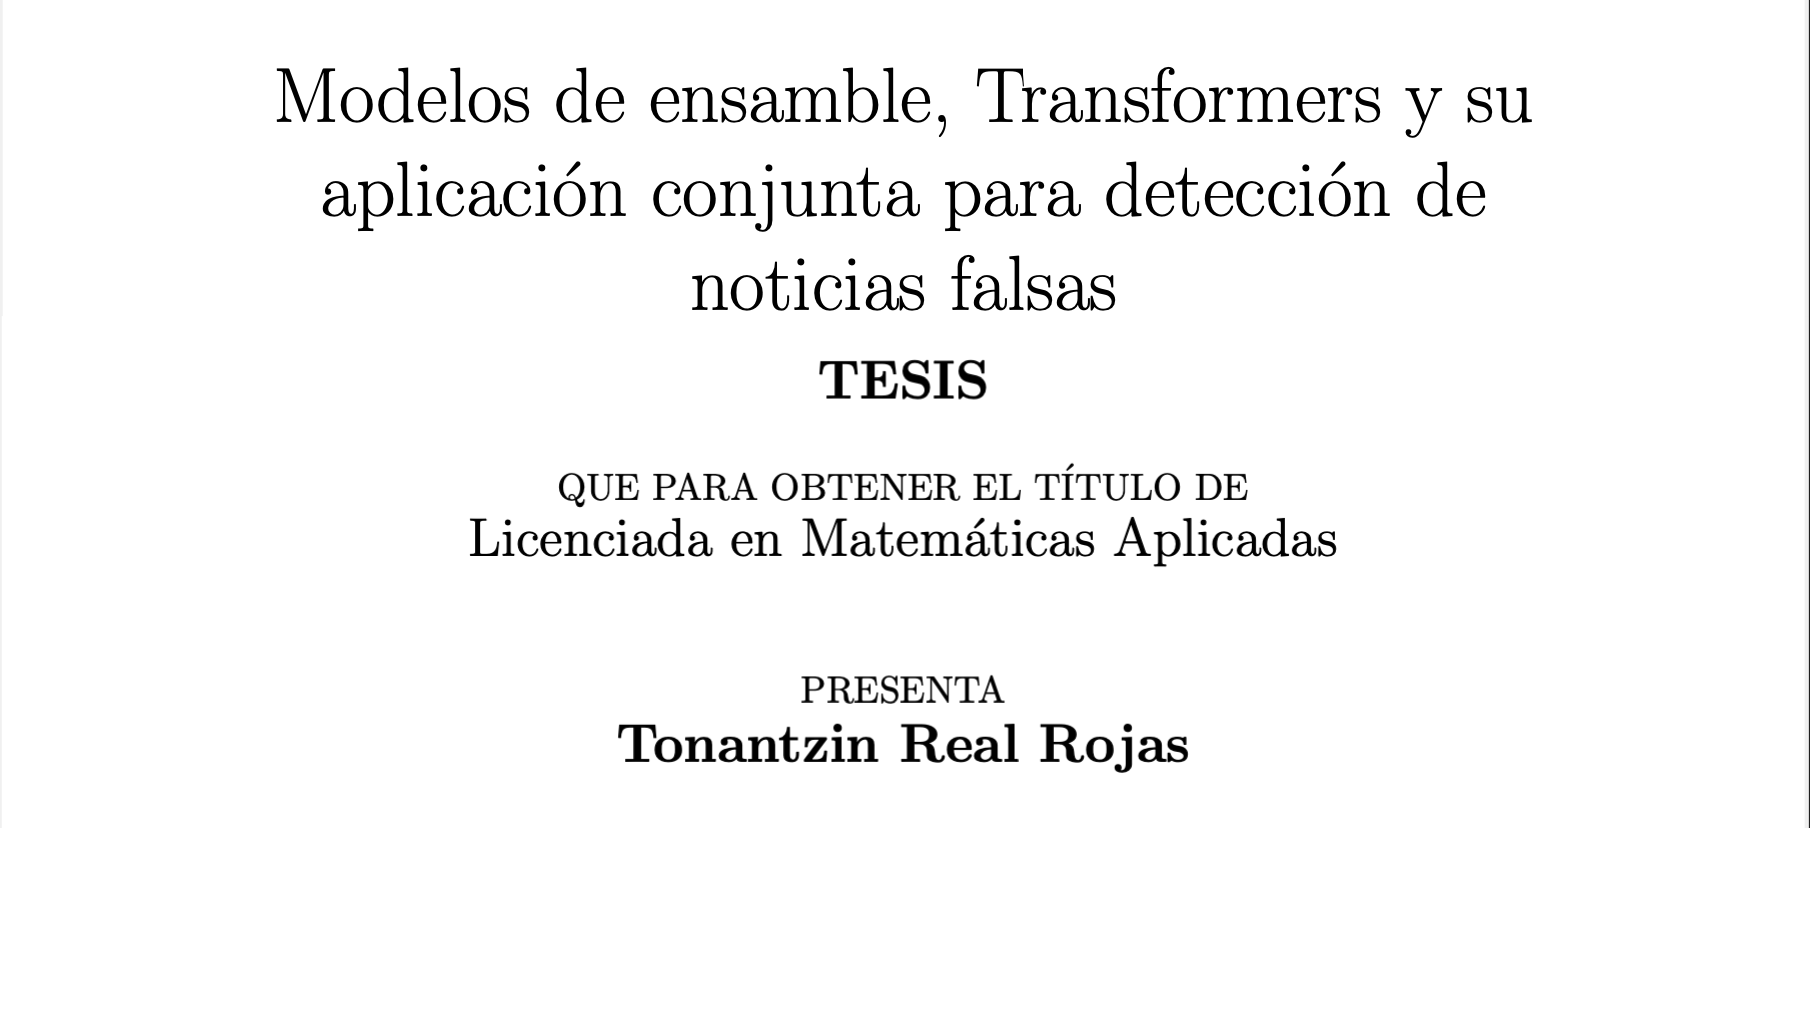 Modelos de ensamble, Transformers y su
aplicación conjunta para detección de
noticias falsas
TESIS
QUE PARA OBTENER EL TÍTULO DE
Licenciada en Matemáticas Aplicadas
PRESENTA
Tonantzin Real Rojas